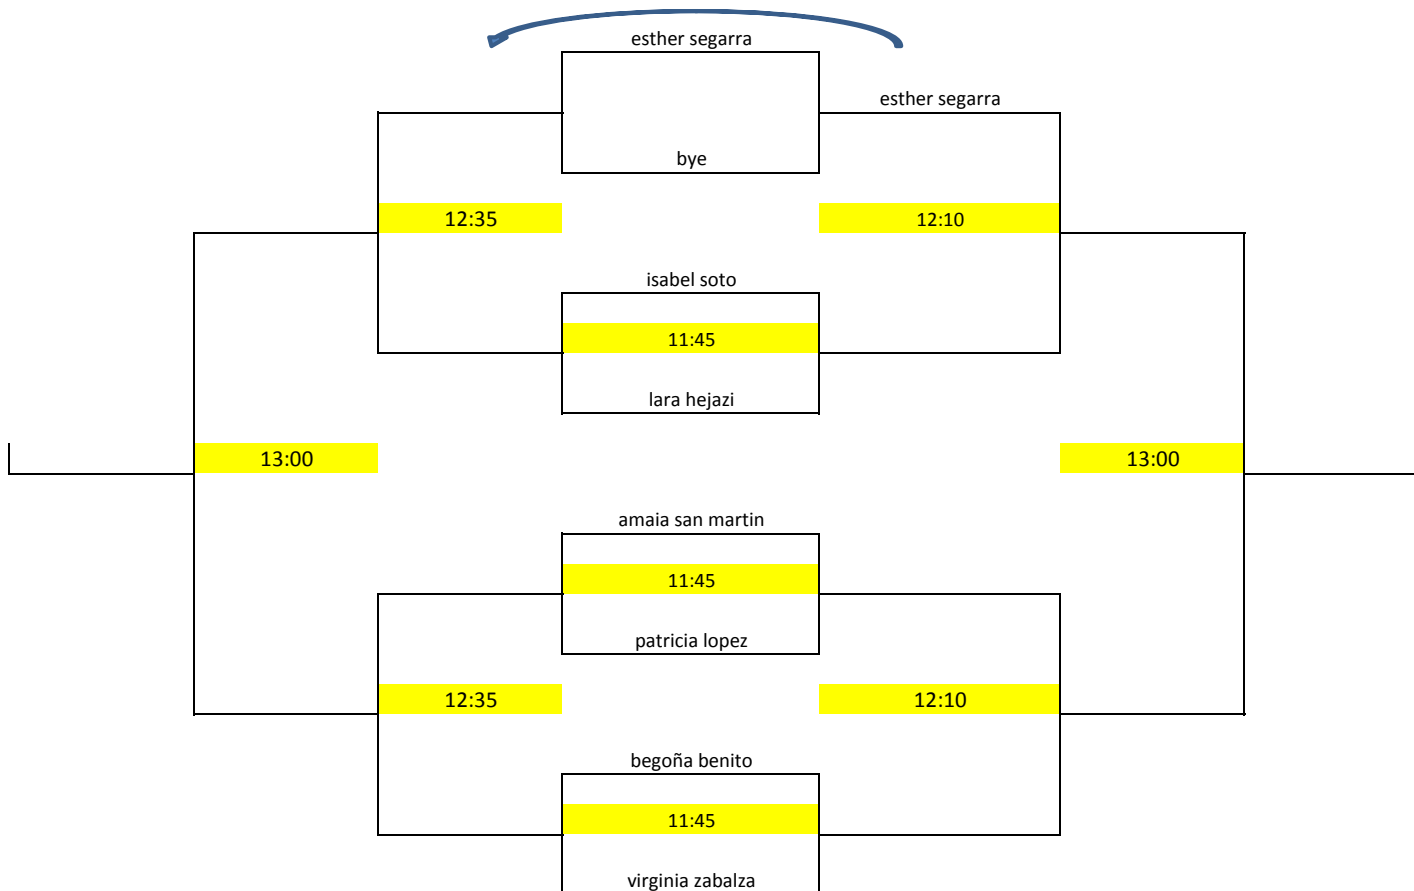 esther segarra
esther segarra
bye
12:35
12:10
isabel soto
11:45
lara hejazi
13:00
13:00
amaia san martin
11:45
patricia lopez
12:35
12:10
begoña benito
11:45
virginia zabalza